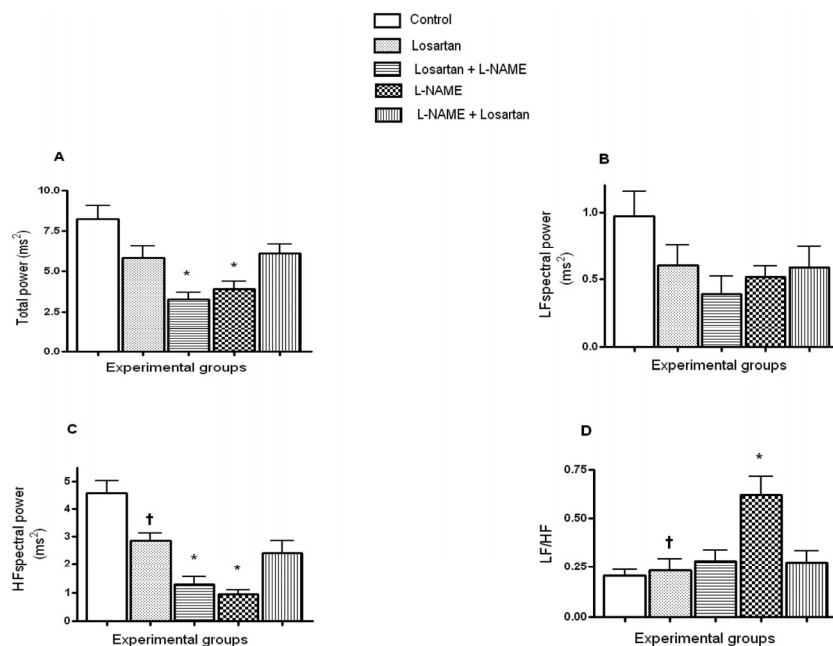 Control
Losartan
Losartan + L-NAME
L-NAME
L-NAME + Losartan
A
10.0
7.5
5.0
2.5
0.0
Total power (ms²)
*
*
Experimental groups
B
1.0
0.5
0.0
LFspectral power
(ms²)
Experimental groups
C
5
4
3
2
1
0
HFspectral power
(ms²)
†
*
*
Experimental groups
D
0.75
0.50
0.25
0.00
LF/HF
†
*
Experimental groups